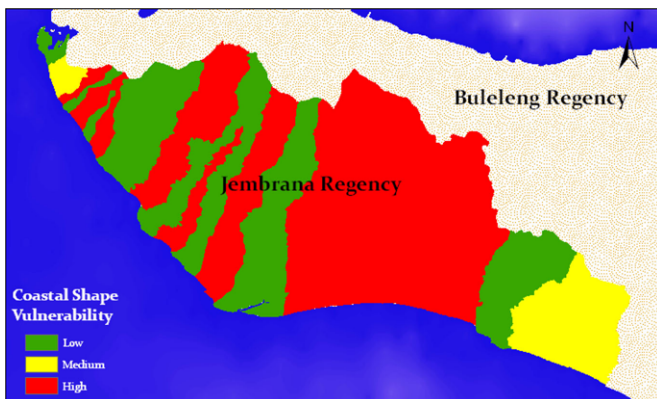 N
Buleleng Regency
Jembrana Regency
Coastal Shape
Vulnerability
Low
Medium
High